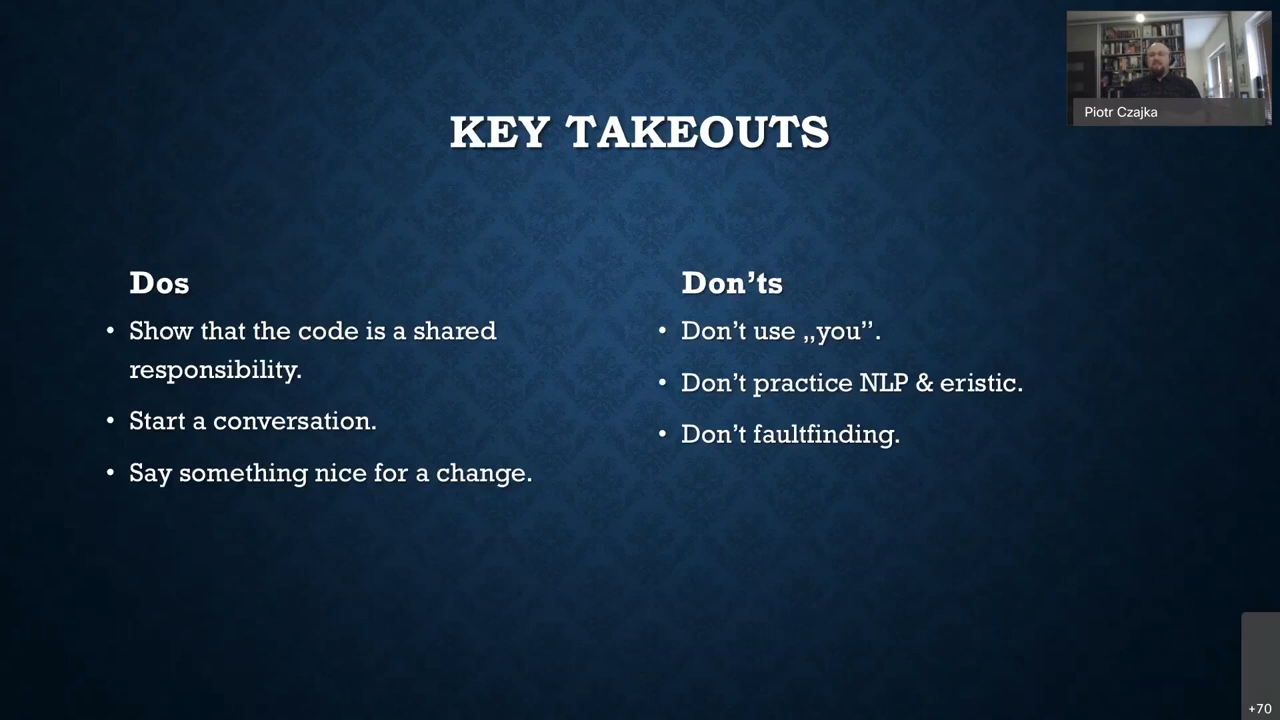 Piotr Czajka
KEY TAKEOUTS
Dos
• Show that the code is a shared
responsibility.
• Start a conversation.
• Say something nice for a change.
Don’ts
• Don’t use „you”.
• Don’t practice NLP & eristic.
• Don’t faultfinding.
+70